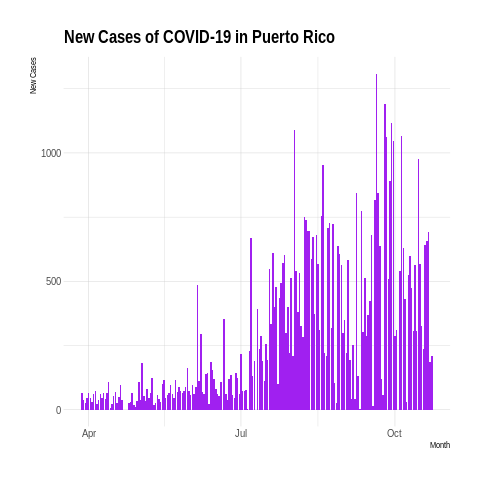 New Cases of COVID-19 in Puerto Rico
New Cases
1000
500
0
Apr
Jul
Oct
Month